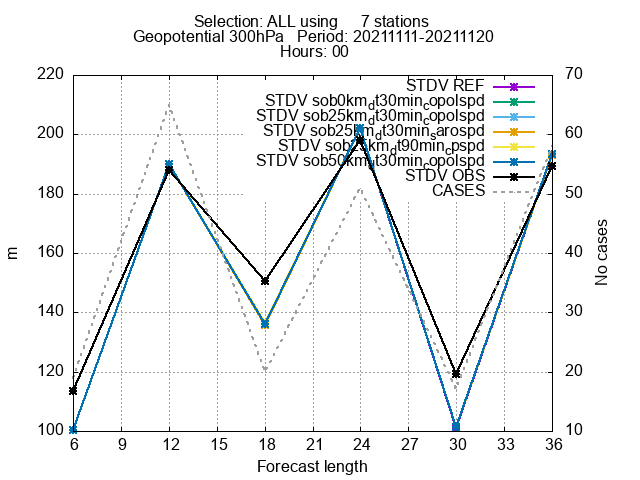 Selection: ALL using 7 stations
Geopotential 300hPa Period: 20211111-20211120
Hours: 00
220 70
STDV REF
STDV sob0km_dt30min_copolspd
STDV sob25km_dt30min_copolspd
STDV sob25km_dt30min_sarospd
200 60
STDV km_dt90min_cpspd
STDV sob50km_dt30min_copolspd
STDV OBS
CASES
180 50
160 40
m
No cases
140 30
120 20
100 10
6 9 12 15 18 21 24 27 30 33 36
Forecast length